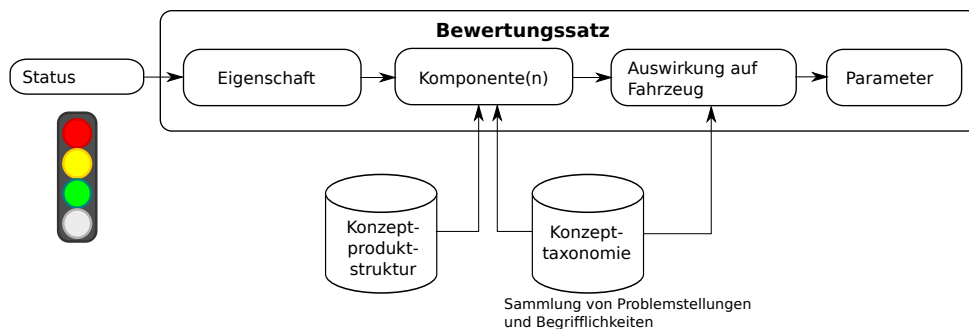 Bewertungssatz
Status
Eigenschaft
Komponente(n)
Auswirkung auf
Fahrzeug
Parameter
Konzept-
produkt-
struktur
Konzept-
taxonomie
Sammlung von Problemstellungen
und Begrifflichkeiten